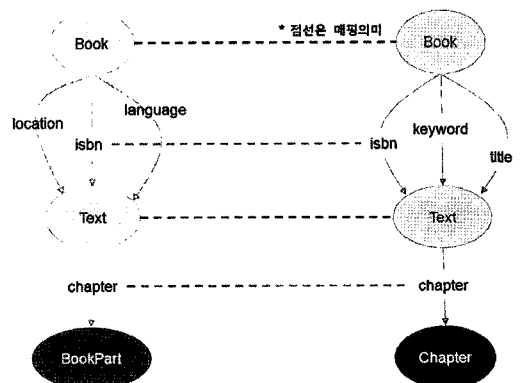 * 점선은 매핑의미
Book
Book
location
language
isbn
isbn
keyword
title
Text
Text
chapter
chapter
BookPart
Chapter